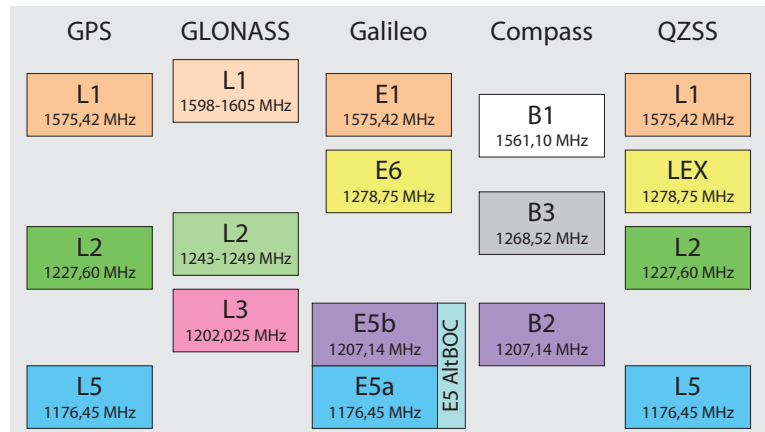 GPS
GLONASS
Galileo
Compass
QZSS
L1
1575,42 MHz
L2
1227,60 MHz
L5
1176,45 MHz
L1
1598-1605 MHz
L2
1243-1249 MHz
L3
1202,025 MHz
E1
1575,42 MHz
E6
1278,75 MHz
E5b
1207,14 MHz
E5a
1176,45 MHz
E5 AltBOC
B1
1561,10 MHz
B3
1268,52 MHz
B2
1207,14 MHz
L1
1575,42 MHz
LEX
1278,75 MHz
L2
1227,60 MHz
L5
1176,45 MHz